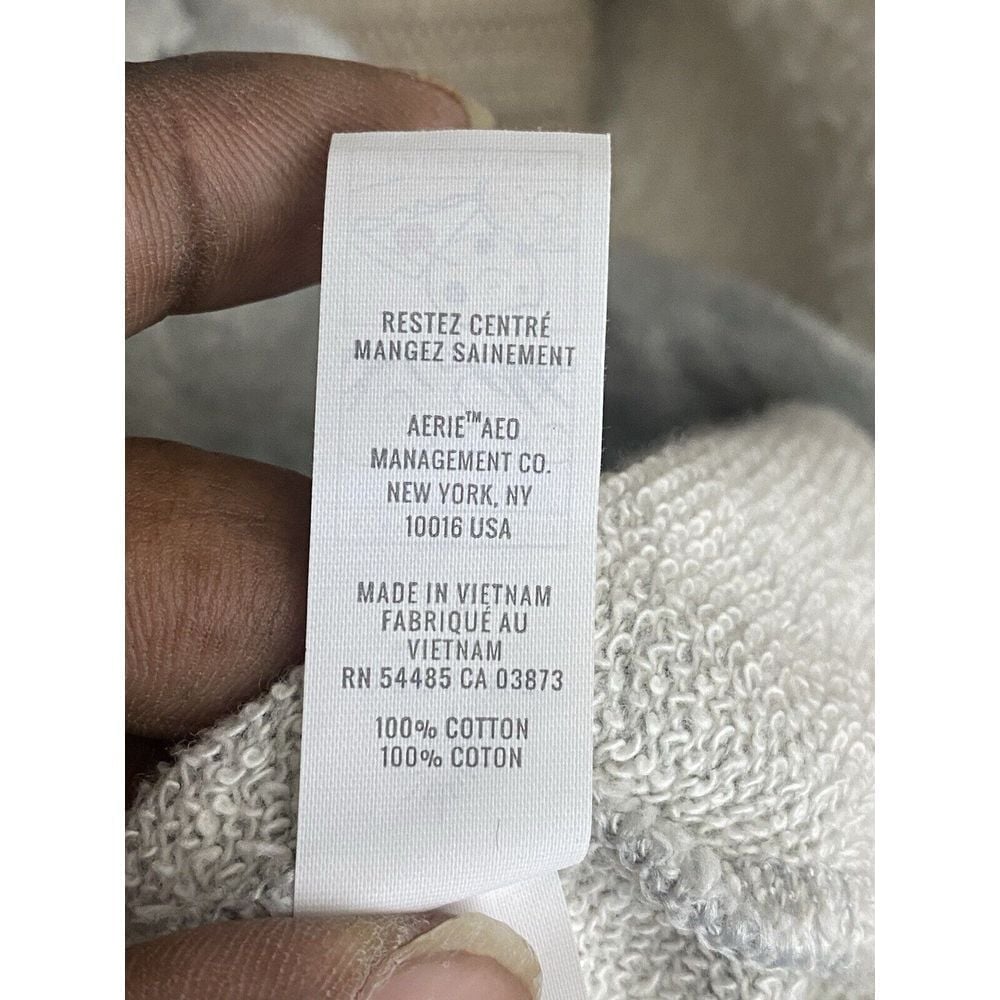 RESTEZ CENTRÉ
MANGEZ SAINEMENT
AERIE™AEO
MANAGEMENT CO.
NEW YORK, NY
10016 USA
MADE IN VIETNAM
FABRIQUÉ AU
VIETNAM
RN 54485 CA 03873
100% COTTON
100% COTON